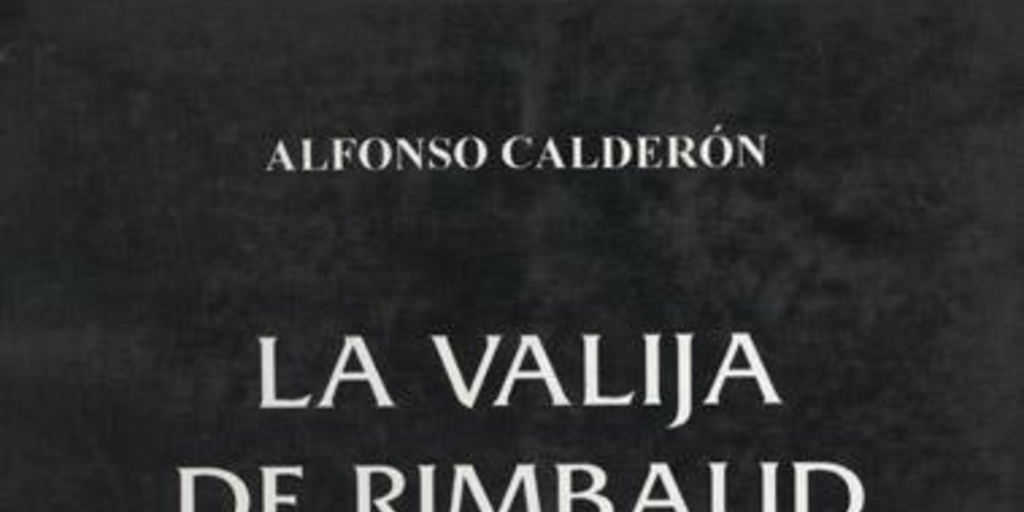 ALFONSO CALDERÓN
LA VALIJA
DE RIMBAUD